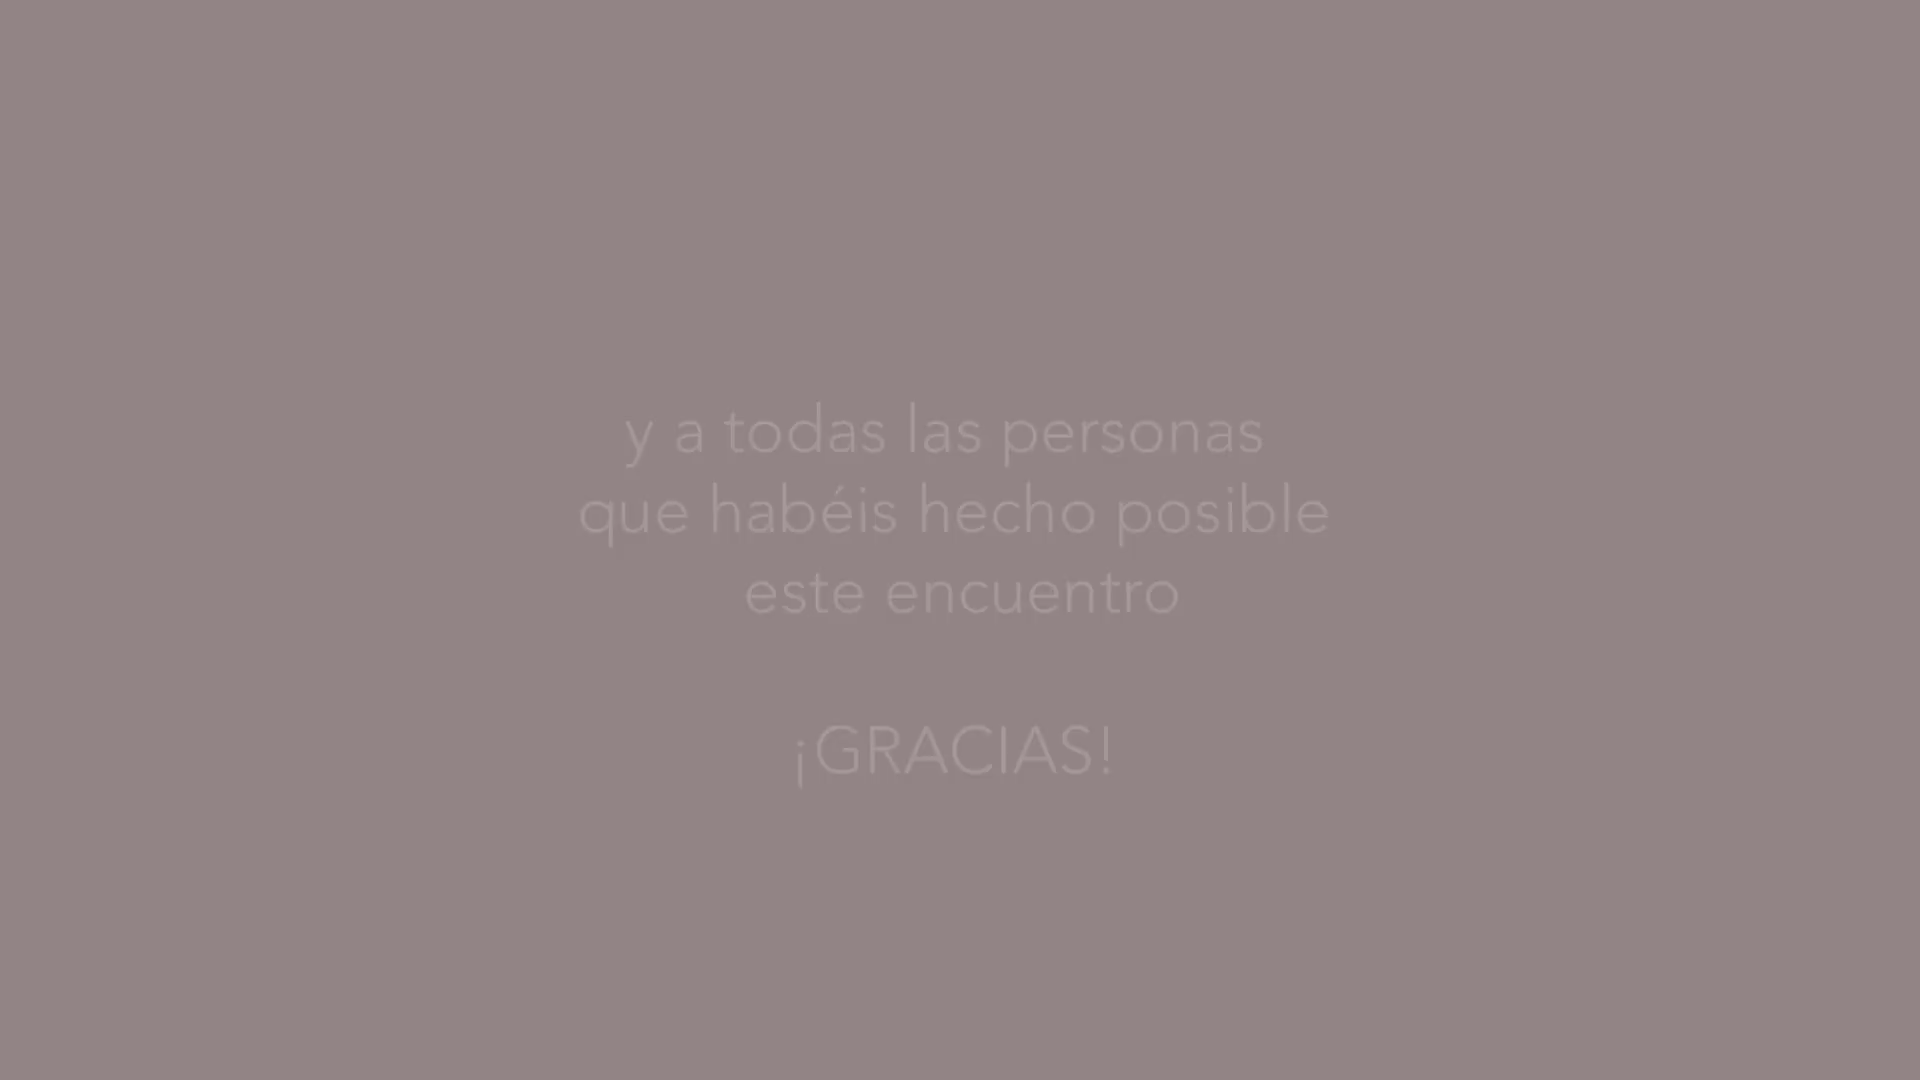 y a todas las personas
que habéis hecho posible
este encuentro
¡GRACIAS!